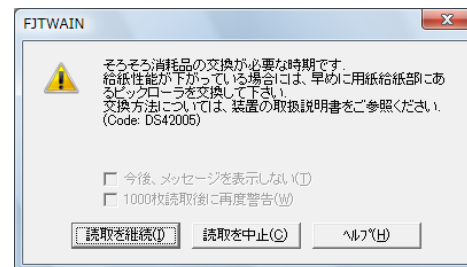 FJTWAIN
そろそろ消耗品の交換が必要な時期です.
給紙性能が下がっている場合には、早めに用紙給紙部にあ
るピックローラを交換して下さい.
交換方法については、装置の取扱説明書をご参照ください.
(Code: DS42005)
今後、メッセージを表示しない(T)
1000枚読取後に再度警告(W)
読取を継続(I) 読取を中止(C) ヘルプ(H)